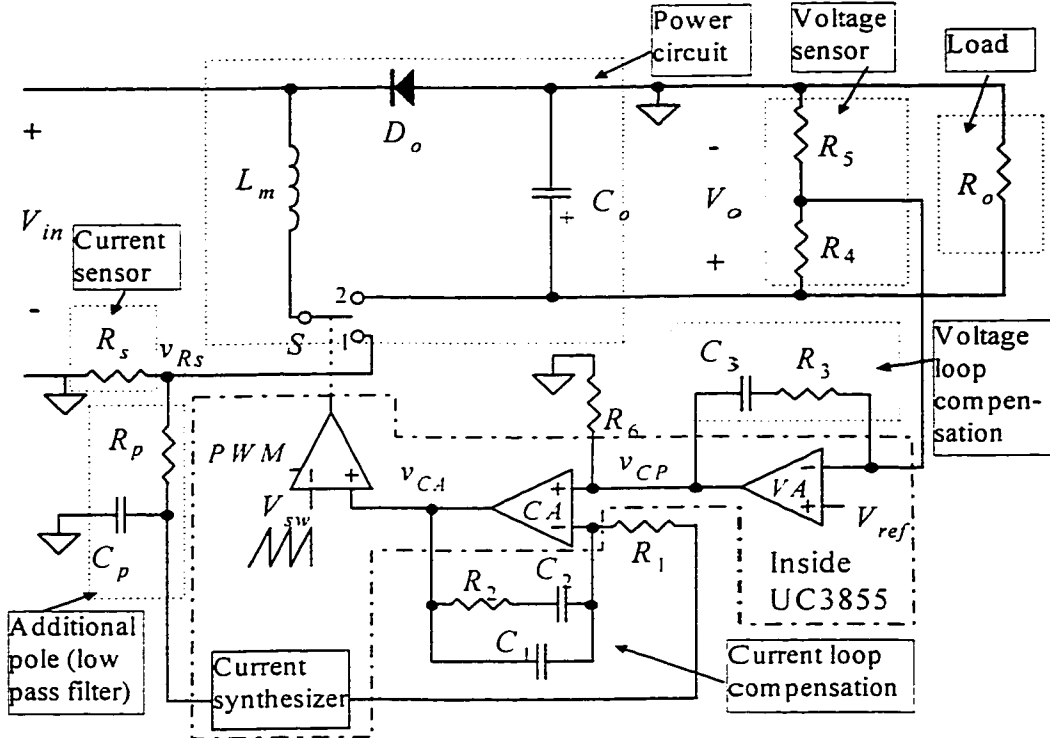 Power
circuit
Voltage
sensor
Load
+
D_o
-
R_5
L_m
C_o
+
V_o
R_o
V_in
Current
sensor
R_4
+
-
2
S
1
R_s
v_Rs
Voltage
loop
compen-
sation
C_3
R_3
R_p
R_6
PWM
-
+
v_CA
v_CP
+
CA
-
-
VA
+
V_sw
V_ref
C_p
R_1
Inside
UC3855
R_2
C_2
C_1
Additional
pole (low
pass filter)
Current
synthesizer
Current loop
compensation